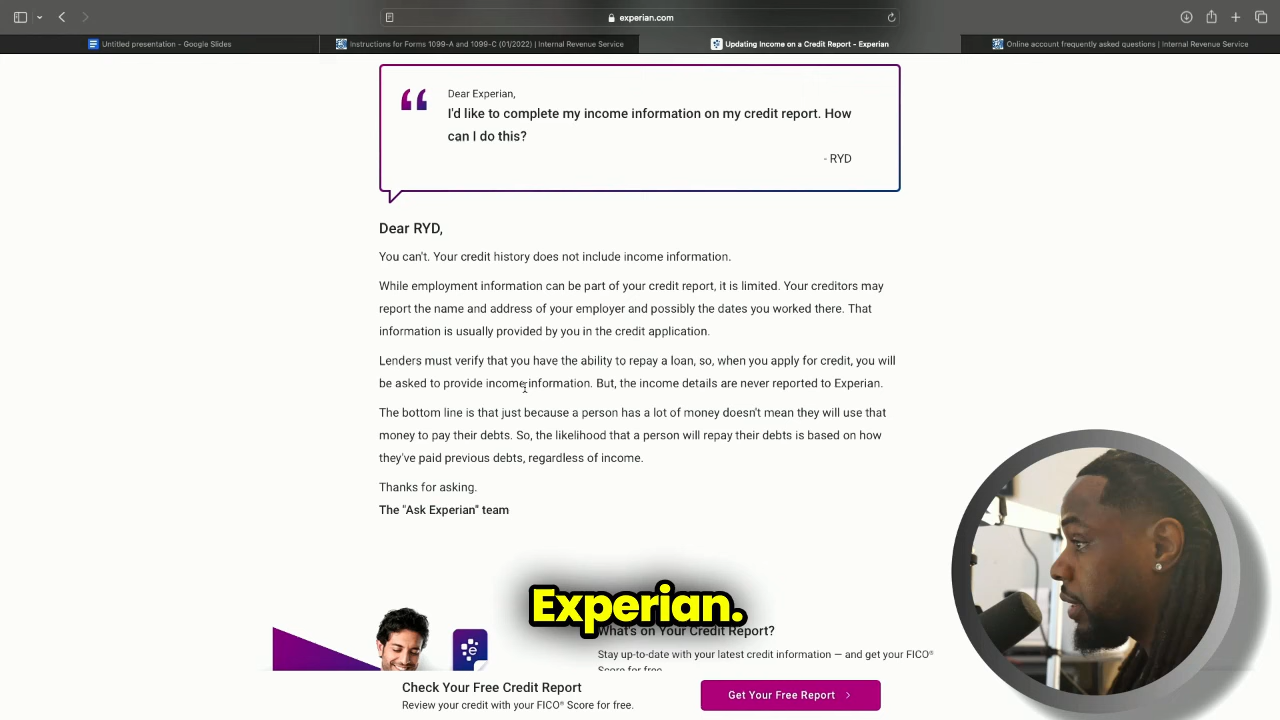 experian.com
Untitled presentation - Google Slides
Instructions for Forms 1099-A and 1099-C (01/2022) | Internal Revenue Service
Updating Income on a Credit Report - Experian
Online account frequently asked questions | Internal Revenue Service
Dear Experian,
I'd like to complete my income information on my credit report. How
can I do this?
- RYD
Dear RYD,
You can't. Your credit history does not include income information.
While employment information can be part of your credit report, it is limited. Your creditors may
report the name and address of your employer and possibly the dates you worked there. That
information is usually provided by you in the credit application.
Lenders must verify that you have the ability to repay a loan, so, when you apply for credit, you will
be asked to provide income information. But, the income details are never reported to Experian.
The bottom line is that just because a person has a lot of money doesn't mean they will use that
money to pay their debts. So, the likelihood that a person will repay their debts is based on how
they've paid previous debts, regardless of income.
Thanks for asking.
The "Ask Experian" team
Experian.
What's on Your Credit Report?
Stay up-to-date with your latest credit information — and get your FICO®
Score for free
Check Your Free Credit Report
Review your credit with your FICO® Score for free.
Get Your Free Report